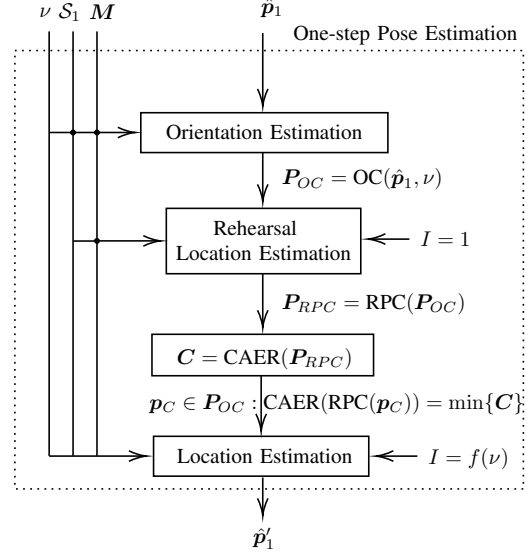 ν 𝒮₁ 𝑴 p̂₁
One-step Pose Estimation
Orientation Estimation
P_OC = OC(p̂₁, ν)
Rehearsal
Location Estimation
I = 1
P_RPC = RPC(P_OC)
C = CAER(P_RPC)
p_C ∈ P_OC : CAER(RPC(p_C)) = min{C}
Location Estimation
I = f(ν)
p̂′₁